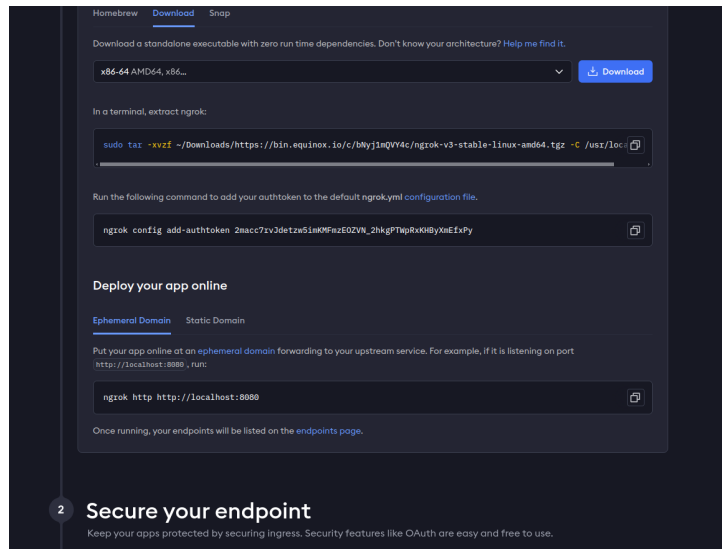 Homebrew Download Snap
Download a standalone executable with zero run time dependencies. Don't know your architecture? Help me find it.
x86-64 AMD64, x86...
Download
In a terminal, extract ngrok:
sudo tar -xvzf ~/Downloads/https://bin.equinox.io/c/bNyj1mQVY4c/ngrok-v3-stable-linux-amd64.tgz -C /usr/loca
Run the following command to add your authtoken to the default ngrok.yml configuration file.
ngrok config add-authtoken 2macc7rvJdetzw5imKMFmzEOZVN_2hkgPTWpRxKHByXmEfxPy
Deploy your app online
Ephemeral Domain Static Domain
Put your app online at an ephemeral domain forwarding to your upstream service. For example, if it is listening on port
http://localhost:8080 , run:
ngrok http http://localhost:8080
Once running, your endpoints will be listed on the endpoints page.
2
Secure your endpoint
Keep your apps protected by securing ingress. Security features like OAuth are easy and free to use.